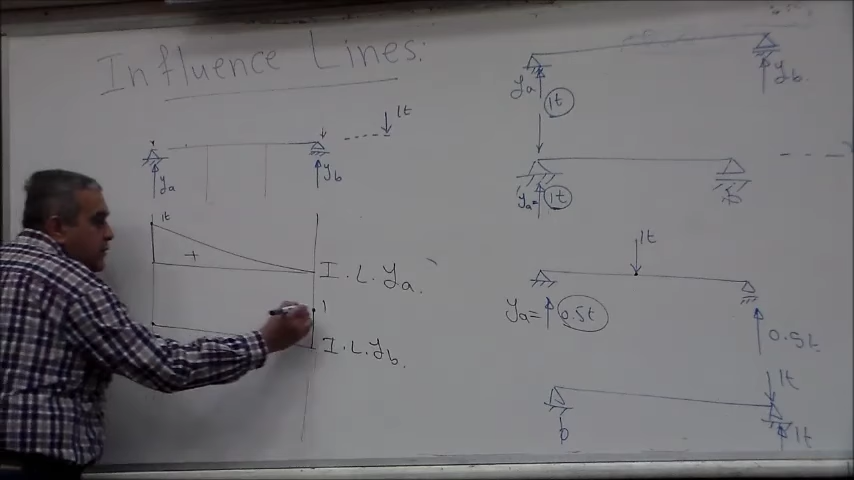 Influence Lines:
1t
ya
yb
1t
+
I.L. ya.
1
I.L. yb.
ya
1t
yb
ya=
1t
0
1t
ya=
0.5t
0.5t
1t
0
1t